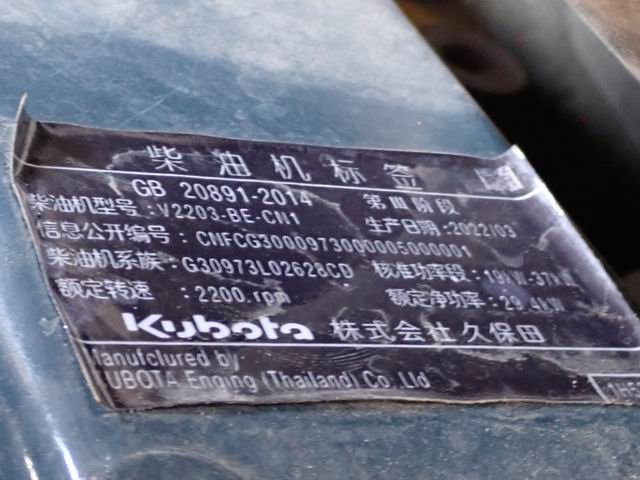 柴油机标签
GB 20891-2014 第III阶段
柴油机型号:V2203-BE-CN1 生产日期:2022/03
信息公开编号:CNFCG3000973000005000001
柴油机系族:G30973L02628CD 核准功率段:19kW-37kW
额定转速:2200.rpm 额定净功率:29.4kW
Kubota 株式会社久保田
Manufclured by
KUBOTA Enging (Thailand) Co.,Ltd